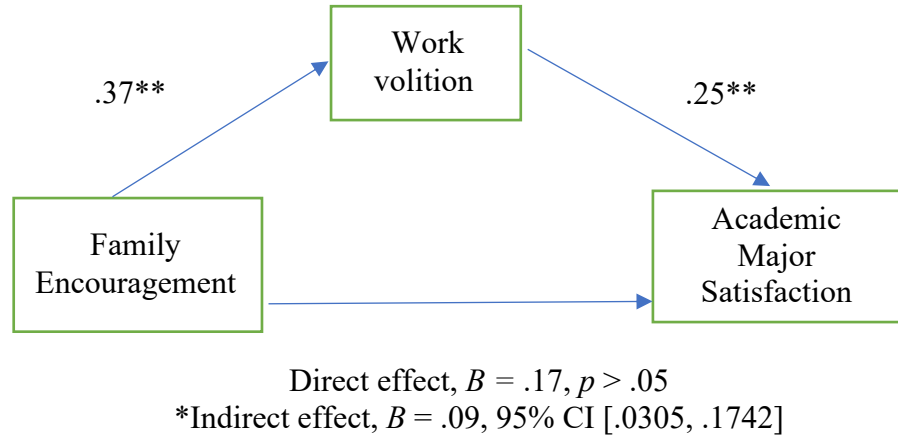 Work
volition
.37**
.25**
Family
Encouragement
Academic
Major
Satisfaction
Direct effect, B = .17, p > .05
*Indirect effect, B = .09, 95% CI [.0305, .1742]